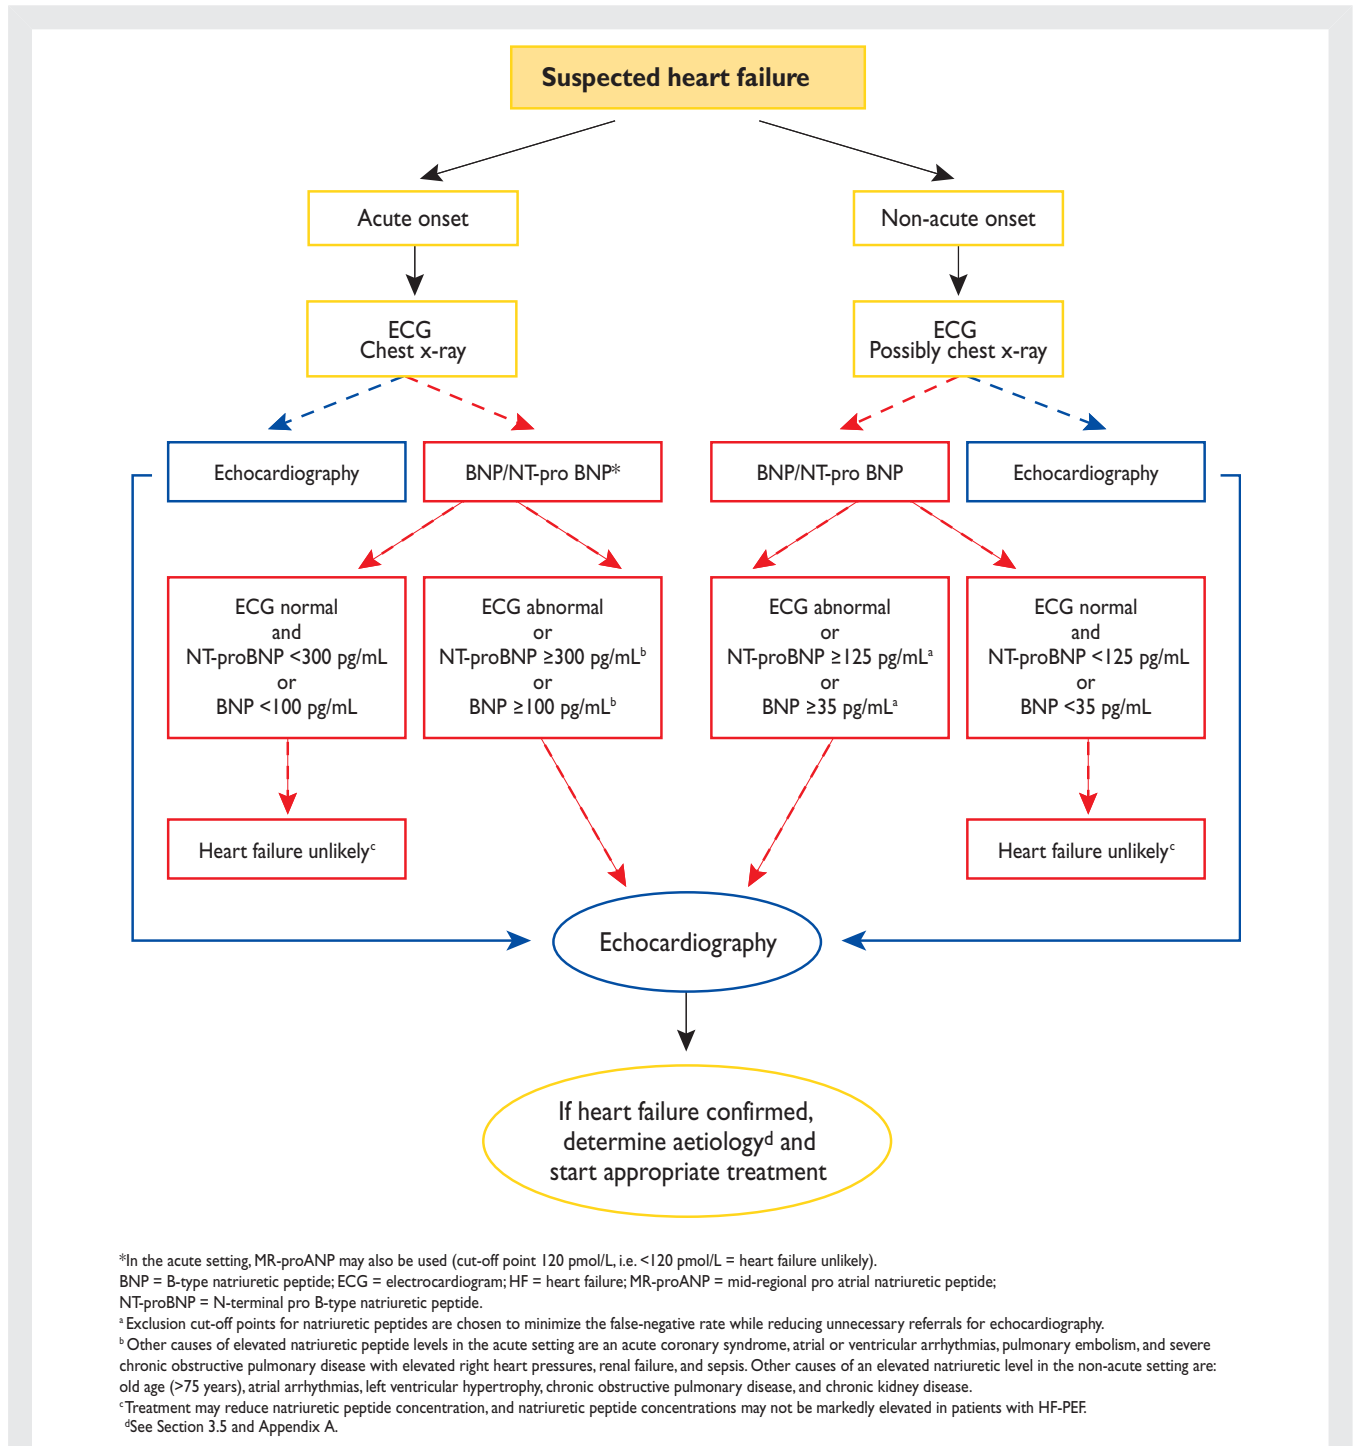 Suspected heart failure
Acute onset
Non-acute onset
ECG
Chest x-ray
ECG
Possibly chest x-ray
Echocardiography
BNP/NT-pro BNP*
BNP/NT-pro BNP
Echocardiography
ECG normal
and
NT-proBNP <300 pg/mL
or
BNP <100 pg/mL
ECG abnormal
or
NT-proBNP ≥300 pg/mLᵇ
or
BNP ≥100 pg/mLᵇ
ECG abnormal
or
NT-proBNP ≥125 pg/mLᵃ
or
BNP ≥35 pg/mLᵃ
ECG normal
and
NT-proBNP <125 pg/mL
or
BNP <35 pg/mL
Heart failure unlikelyᶜ
Heart failure unlikelyᶜ
Echocardiography
If heart failure confirmed,
determine aetiologyᵈ and
start appropriate treatment
*In the acute setting, MR-proANP may also be used (cut-off point 120 pmol/L, i.e. <120 pmol/L = heart failure unlikely).
BNP = B-type natriuretic peptide; ECG = electrocardiogram; HF = heart failure; MR-proANP = mid-regional pro atrial natriuretic peptide;
NT-proBNP = N-terminal pro B-type natriuretic peptide.
ᵃ Exclusion cut-off points for natriuretic peptides are chosen to minimize the false-negative rate while reducing unnecessary referrals for echocardiography.
ᵇ Other causes of elevated natriuretic peptide levels in the acute setting are an acute coronary syndrome, atrial or ventricular arrhythmias, pulmonary embolism, and severe
chronic obstructive pulmonary disease with elevated right heart pressures, renal failure, and sepsis. Other causes of an elevated natriuretic level in the non-acute setting are:
old age (>75 years), atrial arrhythmias, left ventricular hypertrophy, chronic obstructive pulmonary disease, and chronic kidney disease.
ᶜ Treatment may reduce natriuretic peptide concentration, and natriuretic peptide concentrations may not be markedly elevated in patients with HF-PEF.
ᵈSee Section 3.5 and Appendix A.